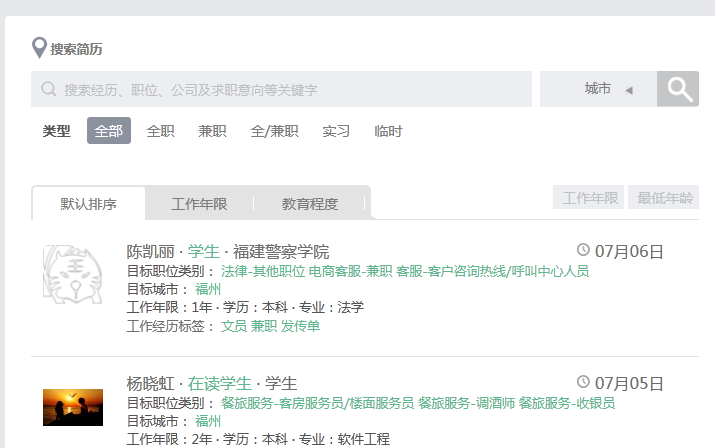 搜索简历
搜索经历、职位、公司及求职意向等关键字
城市
类型 全部 全职 兼职 全/兼职 实习 临时
默认排序 工作年限 教育程度 工作年限 最低年龄
陈凯丽 · 学生 · 福建警察学院 07月06日
目标职位类别： 法律-其他职位 电商客服-兼职 客服-客户咨询热线/呼叫中心人员
目标城市： 福州
工作年限：1年 · 学历：本科 · 专业：法学
工作经历标签： 文员 兼职 发传单
杨晓虹 · 在读学生 · 学生 07月05日
目标职位类别： 餐旅服务-客房服务员/楼面服务员 餐旅服务-调酒师 餐旅服务-收银员
目标城市： 福州
工作年限：2年 · 学历：本科 · 专业：软件工程